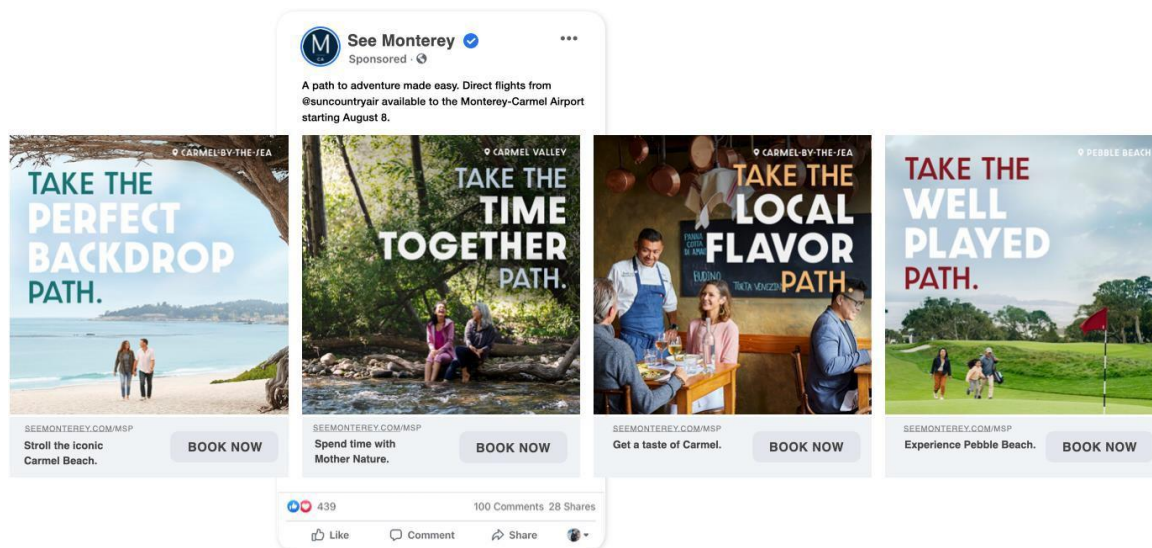 M
CA
See Monterey
Sponsored ·
A path to adventure made easy. Direct flights from
@suncountryair available to the Monterey-Carmel Airport
starting August 8.
CARMEL-BY-THE-SEA
TAKE THE
PERFECT
BACKDROP
PATH.
SEEMONTEREY.COM/MSP
Stroll the iconic
Carmel Beach.
BOOK NOW
CARMEL VALLEY
TAKE THE
TIME
TOGETHER
PATH.
SEEMONTEREY.COM/MSP
Spend time with
Mother Nature.
BOOK NOW
CARMEL-BY-THE-SEA
TAKE THE
LOCAL
FLAVOR
PATH.
PANNA
COTTA
BUDINO
SEEMONTEREY.COM/MSP
Get a taste of Carmel.
BOOK NOW
PEBBLE BEACH
TAKE THE
WELL
PLAYED
PATH.
SEEMONTEREY.COM/MSP
Experience Pebble Beach.
BOOK NOW
439
100 Comments 28 Shares
Like
Comment
Share